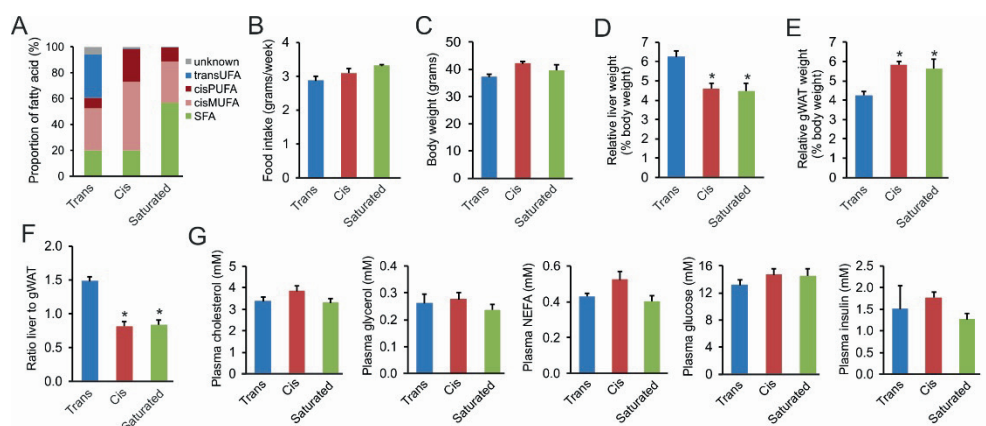 A
Proportion of fatty acid (%)
100
80
60
40
20
0
Trans
Cis
Saturated
unknown
transUFA
cisPUFA
cisMUFA
SFA
B
Food intake (grams/week)
4
3
2
1
0
Trans
Cis
Saturated
C
Body weight (grams)
50
40
30
20
10
0
Trans
Cis
Saturated
D
Relative liver weight
(% body weight)
7
6
5
4
3
2
1
0
* *
Trans
Cis
Saturated
E
Relative gWAT weight
(% body weight)
7
6
5
4
3
2
1
0
* *
Trans
Cis
Saturated
F
Ratio liver to gWAT
2.0
1.5
1.0
0.5
0.0
* *
Trans
Cis
Saturated
G
Plasma cholesterol (mM)
5
4
3
2
1
0
Trans
Cis
Saturated
Plasma glycerol (mM)
0.4
0.3
0.2
0.1
0.0
Trans
Cis
Saturated
Plasma NEFA (mM)
0.6
0.4
0.2
0.0
Trans
Cis
Saturated
Plasma glucose (mM)
16
12
8
4
0
Trans
Cis
Saturated
Plasma insulin (mM)
2.5
2.0
1.5
1.0
0.5
0.0
Trans
Cis
Saturated